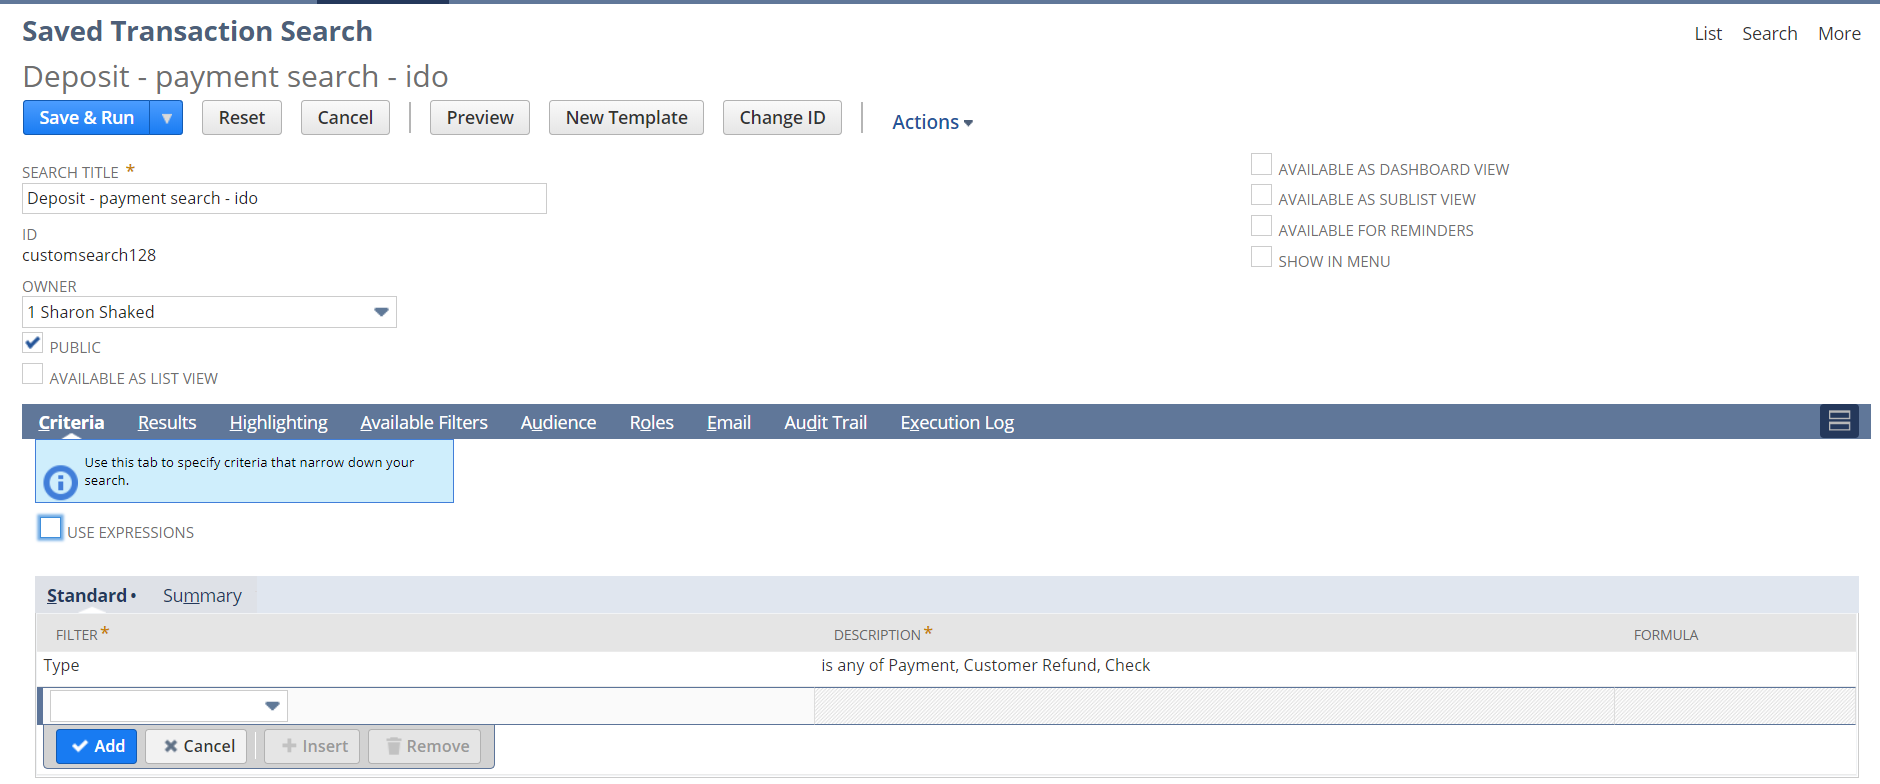 Saved Transaction Search
List Search More
Deposit - payment search - ido
Save & Run Reset Cancel Preview New Template Change ID Actions
SEARCH TITLE *
Deposit - payment search - ido
ID
customsearch128
OWNER
1 Sharon Shaked
PUBLIC
AVAILABLE AS LIST VIEW
AVAILABLE AS DASHBOARD VIEW
AVAILABLE AS SUBLIST VIEW
AVAILABLE FOR REMINDERS
SHOW IN MENU
Criteria Results Highlighting Available Filters Audience Roles Email Audit Trail Execution Log
Use this tab to specify criteria that narrow down your
search.
USE EXPRESSIONS
Standard • Summary
FILTER * DESCRIPTION * FORMULA
Type is any of Payment, Customer Refund, Check
Add Cancel Insert Remove